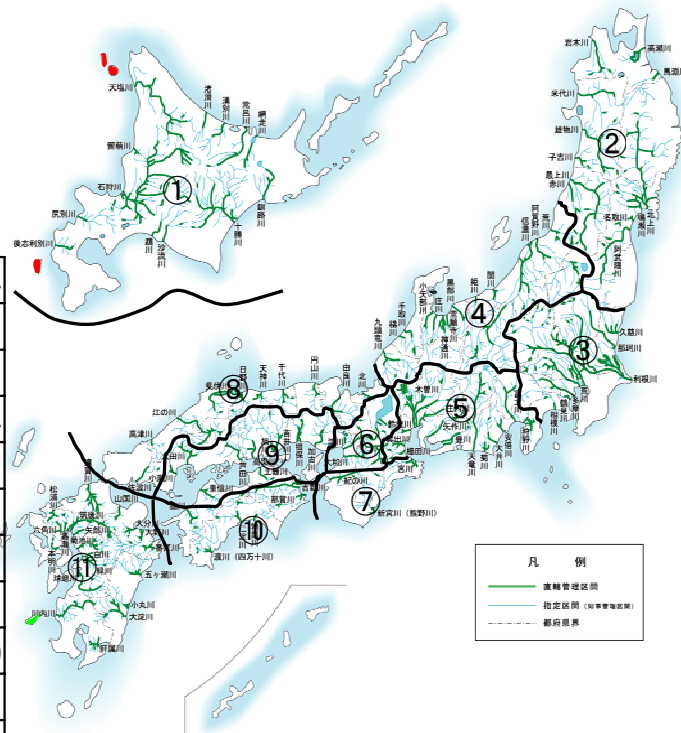 天塩川
留萌川
石狩川
尻別川
後志利別川
鵡川
沙流川
十勝川
釧路川
網走川
常呂川
湧別川
渚滑川
①
岩木川
高瀬川
馬淵川
米代川
雄物川
子吉川
最上川
赤川
名取川
鳴瀬川
北上川
阿武隈川
②
荒川
阿賀野川
信濃川
関川
姫川
黒部川
常願寺川
神通川
庄川
小矢部川
手取川
梯川
九頭竜川
④
久慈川
那珂川
利根川
荒川
多摩川
鶴見川
相模川
③
狩野川
安倍川
大井川
菊川
天竜川
豊川
矢作川
庄内川
木曽川
鈴鹿川
雲出川
櫛田川
宮川
⑤
北川
由良川
円山川
加古川
揖保川
大和川
⑥
紀の川
新宮川（熊野川）
⑦
千代川
天神川
日野川
斐伊川
江の川
高津川
⑧
吉井川
旭川
高梁川
芦田川
太田川
小瀬川
佐波川
⑨
吉野川
那賀川
土器川
重信川
肱川
渡川（四万十川）
⑩
遠賀川
山国川
松浦川
六角川
嘉瀬川
本明川
筑後川
矢部川
菊池川
白川
緑川
球磨川
川内川
肝属川
大淀川
小丸川
五ヶ瀬川
番匠川
大野川
大分川
⑪
凡　例
直轄管理区間
指定区間（知事管理区間）
都府県界